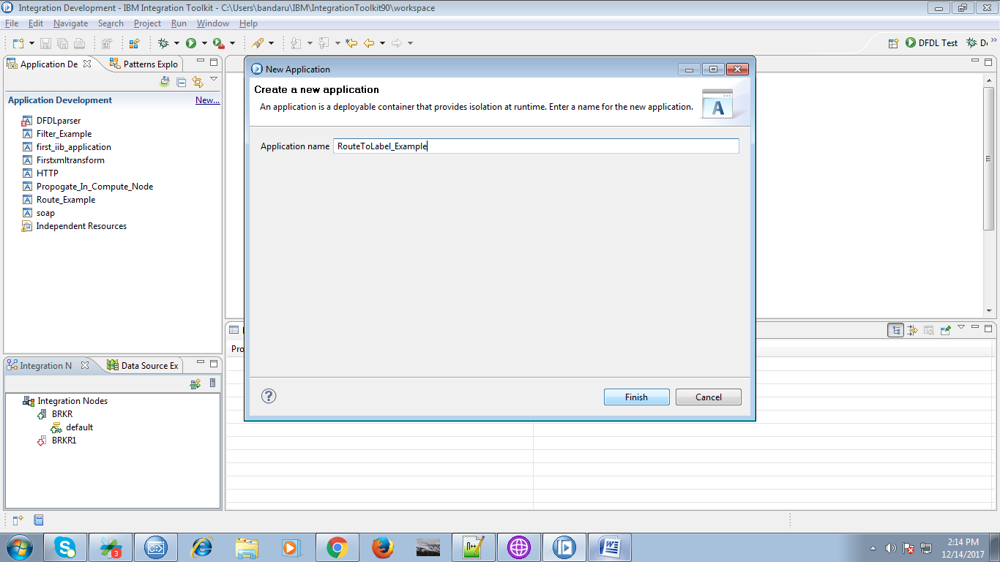 Integration Development - IBM Integration Toolkit - C:\Users\bandaru\IBM\IntegrationToolkit90\workspace
File Edit Navigate Search Project Run Window Help
DFDL Test
Application De
Patterns Explo
Application Development New...
DFDLparser
Filter_Example
first_iib_application
Firstxmltransform
HTTP
Propogate_In_Compute_Node
Route_Example
soap
Independent Resources
New Application
Create a new application
An application is a deployable container that provides isolation at runtime. Enter a name for the new application.
A
Application name RouteToLabel_Example
Finish Cancel
Pro
Integration N
Data Source Ex
Integration Nodes
BRKR
default
BRKR1
3
2:14 PM
12/14/2017